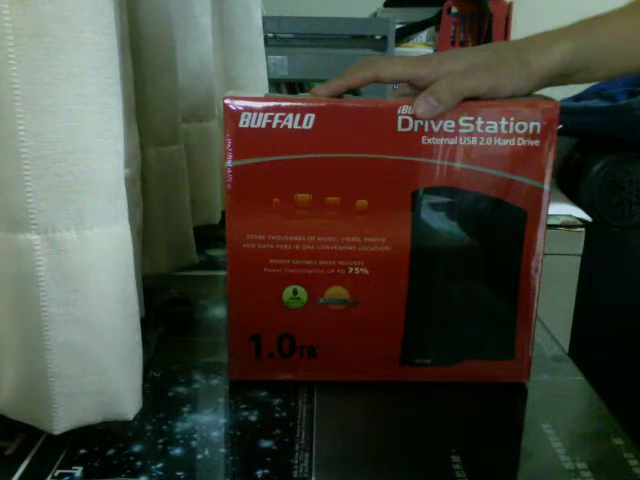 BUFFALO
DriveStation
External USB 2.0 Hard Drive
STORE THOUSANDS OF MUSIC, VIDEO, PHOTO
AND DATA FILES IN ONE CONVENIENT LOCATION!
POWER SAVINGS MODE REDUCES
Power Consumption UP TO 75%
1.0TB